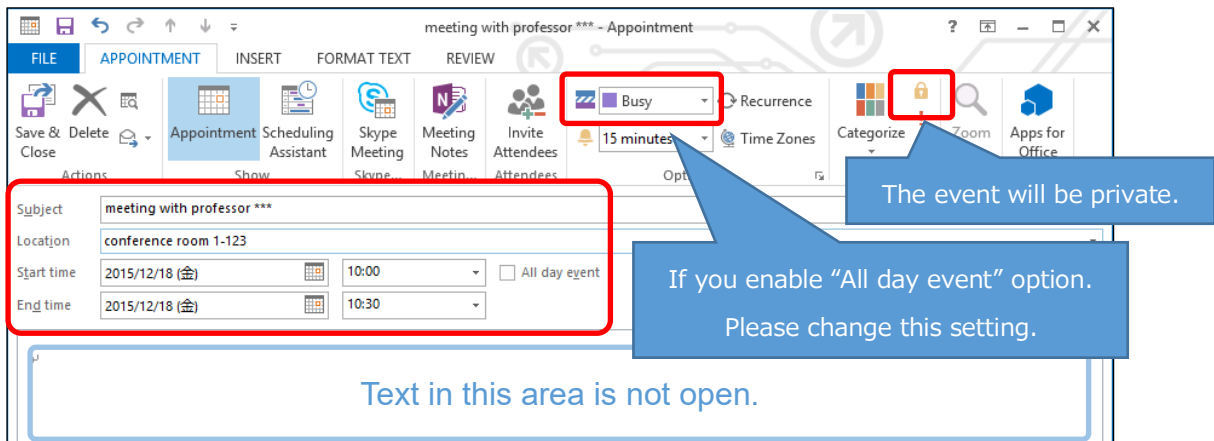 meeting with professor *** - Appointment
FILE APPOINTMENT INSERT FORMAT TEXT REVIEW
Busy Recurrence
Save & Close Delete Appointment Scheduling Assistant Skype Meeting Meeting Notes Invite Attendees 15 minutes Time Zones Categorize Zoom Apps for Office
Actions Show Skype... Meetin... Attendees
The event will be private.
Subject meeting with professor ***
Location conference room 1-123
Start time 2015/12/18 (金) 10:00 All day event
End time 2015/12/18 (金) 10:30
If you enable “All day event” option.
Please change this setting.
Text in this area is not open.